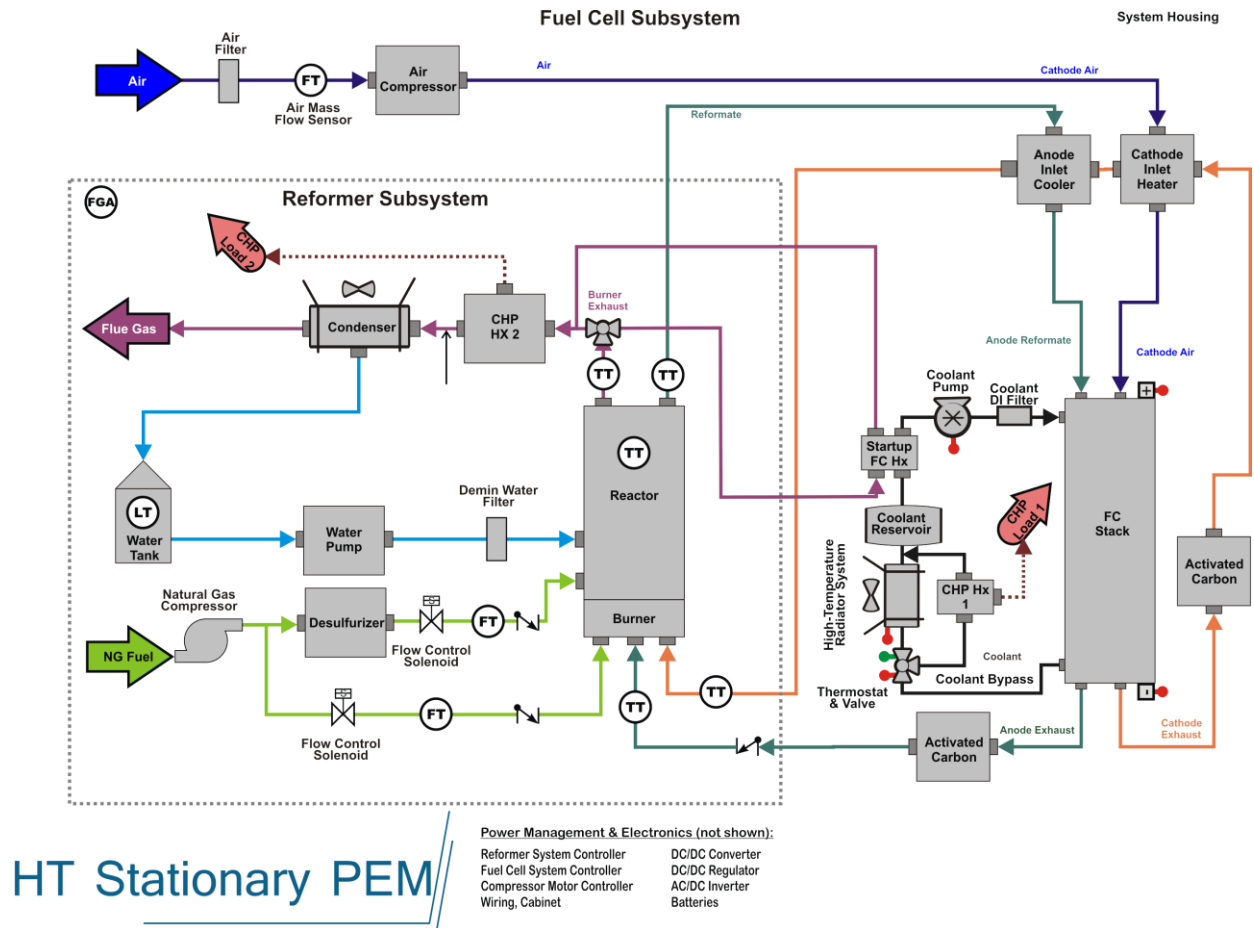 Fuel Cell Subsystem
System Housing
Air
Filter
Air
FT
Air Mass
Flow Sensor
Air
Compressor
Air
Cathode Air
Reformate
Anode
Inlet
Cooler
Cathode
Inlet
Heater
FGA
Reformer Subsystem
CHP
Load 2
Burner
Exhaust
Flue Gas
Condenser
CHP
HX 2
TT
TT
Anode Reformate
Cathode Air
Coolant
Pump
Coolant
DI Filter
+
Startup
FC Hx
TT
Reactor
LT
Water
Tank
Water
Pump
Demin Water
Filter
Coolant
Reservoir
CHP
Load 1
FC
Stack
Activated
Carbon
High-Temperature
Radiator System
CHP Hx
1
Natural Gas
Compressor
NG Fuel
Desulfurizer
S
FT
Flow Control
Solenoid
Burner
Coolant
Coolant Bypass
Thermostat
& Valve
-
S
FT
Flow Control
Solenoid
TT
TT
Anode Exhaust
Cathode
Exhaust
Activated
Carbon
HT Stationary PEM
Power Management & Electronics (not shown):
Reformer System Controller
Fuel Cell System Controller
Compressor Motor Controller
Wiring, Cabinet
DC/DC Converter
DC/DC Regulator
AC/DC Inverter
Batteries